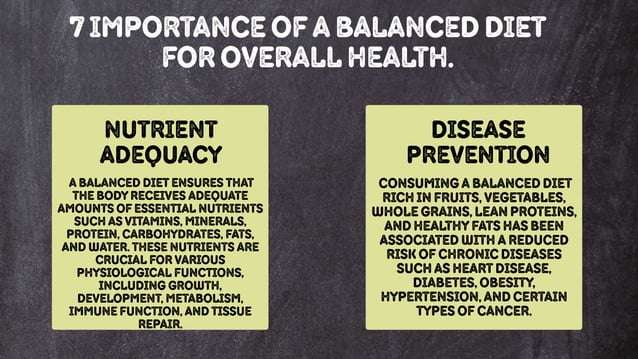 7 IMPORTANCE OF A BALANCED DIET
FOR OVERALL HEALTH.
NUTRIENT
ADEQUACY
A BALANCED DIET ENSURES THAT
THE BODY RECEIVES ADEQUATE
AMOUNTS OF ESSENTIAL NUTRIENTS
SUCH AS VITAMINS, MINERALS,
PROTEIN, CARBOHYDRATES, FATS,
AND WATER. THESE NUTRIENTS ARE
CRUCIAL FOR VARIOUS
PHYSIOLOGICAL FUNCTIONS,
INCLUDING GROWTH,
DEVELOPMENT, METABOLISM,
IMMUNE FUNCTION, AND TISSUE
REPAIR.
DISEASE
PREVENTION
CONSUMING A BALANCED DIET
RICH IN FRUITS, VEGETABLES,
WHOLE GRAINS, LEAN PROTEINS,
AND HEALTHY FATS HAS BEEN
ASSOCIATED WITH A REDUCED
RISK OF CHRONIC DISEASES
SUCH AS HEART DISEASE,
DIABETES, OBESITY,
HYPERTENSION, AND CERTAIN
TYPES OF CANCER.